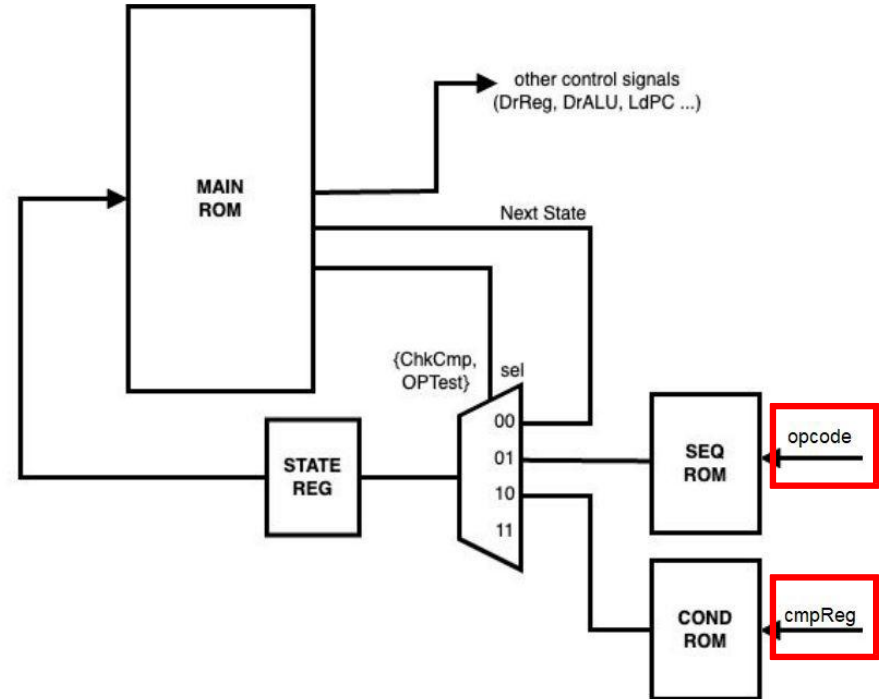 other control signals
(DrReg, DrALU, LdPC ...)
MAIN
ROM
Next State
{ChkCmp,
OPTest}
sel
00
01
10
11
STATE
REG
SEQ
ROM
opcode
COND
ROM
cmpReg